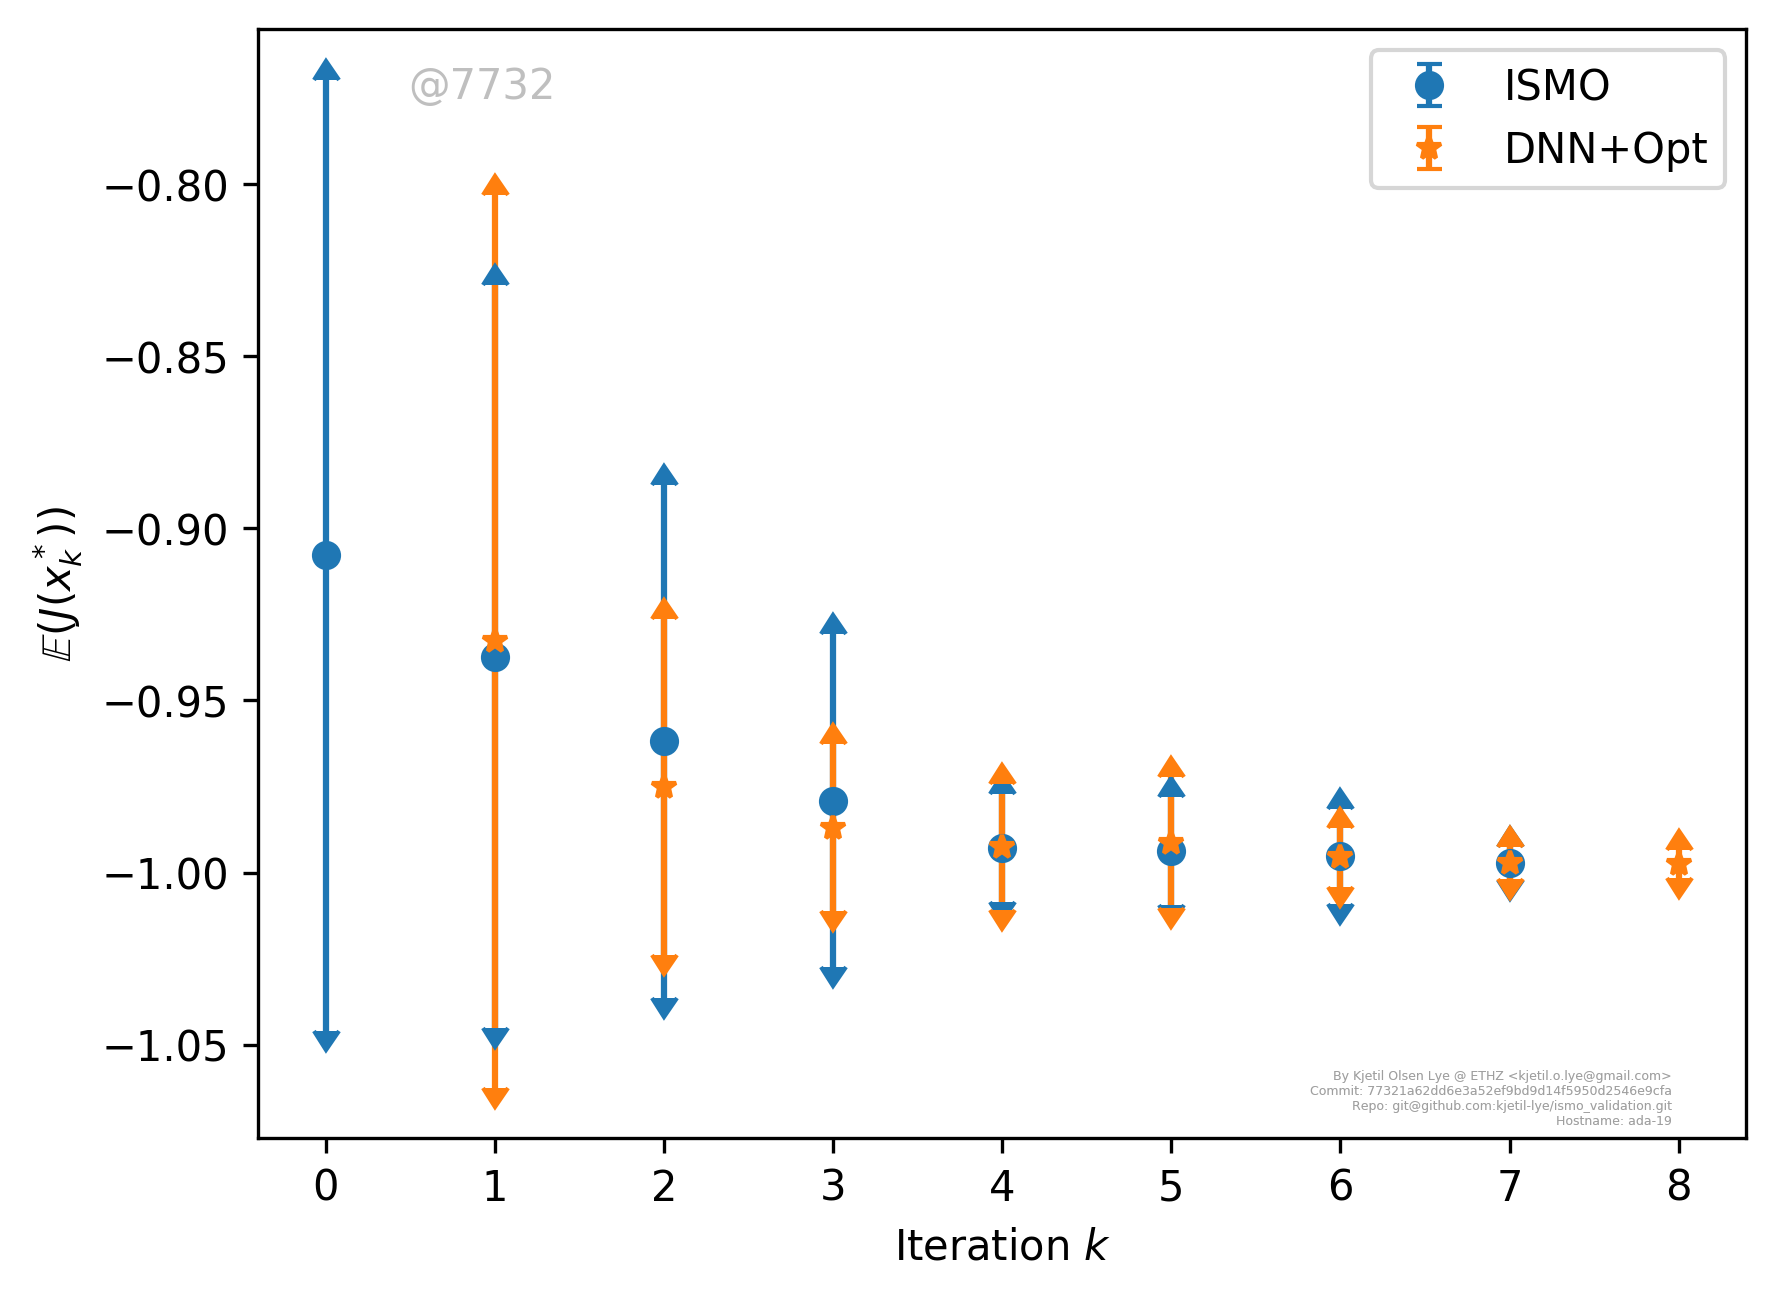 @7732
ISMO
DNN+Opt
−0.80
−0.85
−0.90
−0.95
−1.00
−1.05
𝔼(J(x*k))
By Kjetil Olsen Lye @ ETHZ <kjetil.o.lye@gmail.com>
Commit: 77321a62dd6e3a52ef9bd9d14f5950d2546e9cfa
Repo: git@github.com:kjetil-lye/ismo_validation.git
Hostname: ada-19
0 1 2 3 4 5 6 7 8
Iteration k